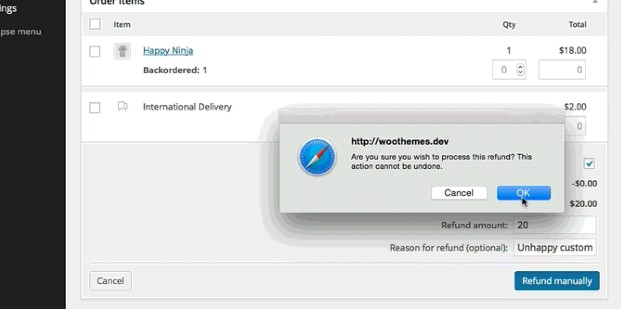 Order Items
ngs
Item
Qty
Total
pse menu
Happy Ninja
1
$18.00
Backordered: 1
0
0
International Delivery
$2.00
0
http://woothemes.dev
Are you sure you wish to process this refund? This
action cannot be undone.
Cancel
OK
-$0.00
$20.00
Refund amount: 20
Reason for refund (optional): Unhappy custom
Cancel
Refund manually